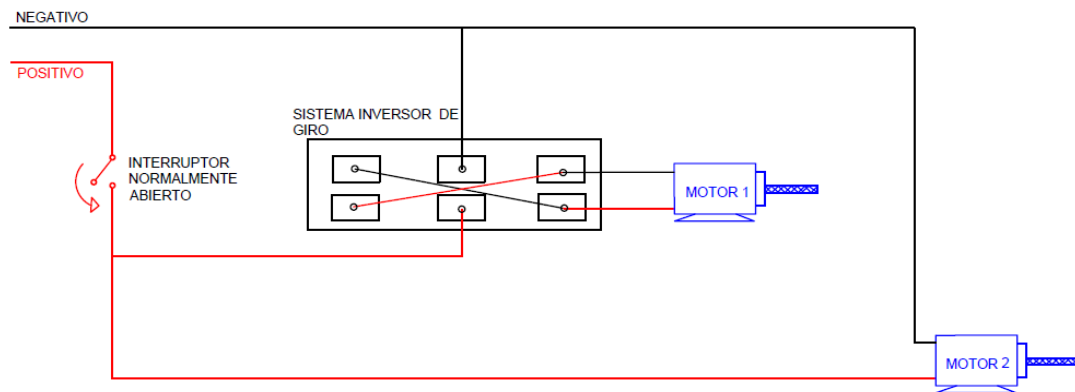 NEGATIVO
POSITIVO
SISTEMA INVERSOR DE
GIRO
INTERRUPTOR
NORMALMENTE
ABIERTO
MOTOR 1
MOTOR 2